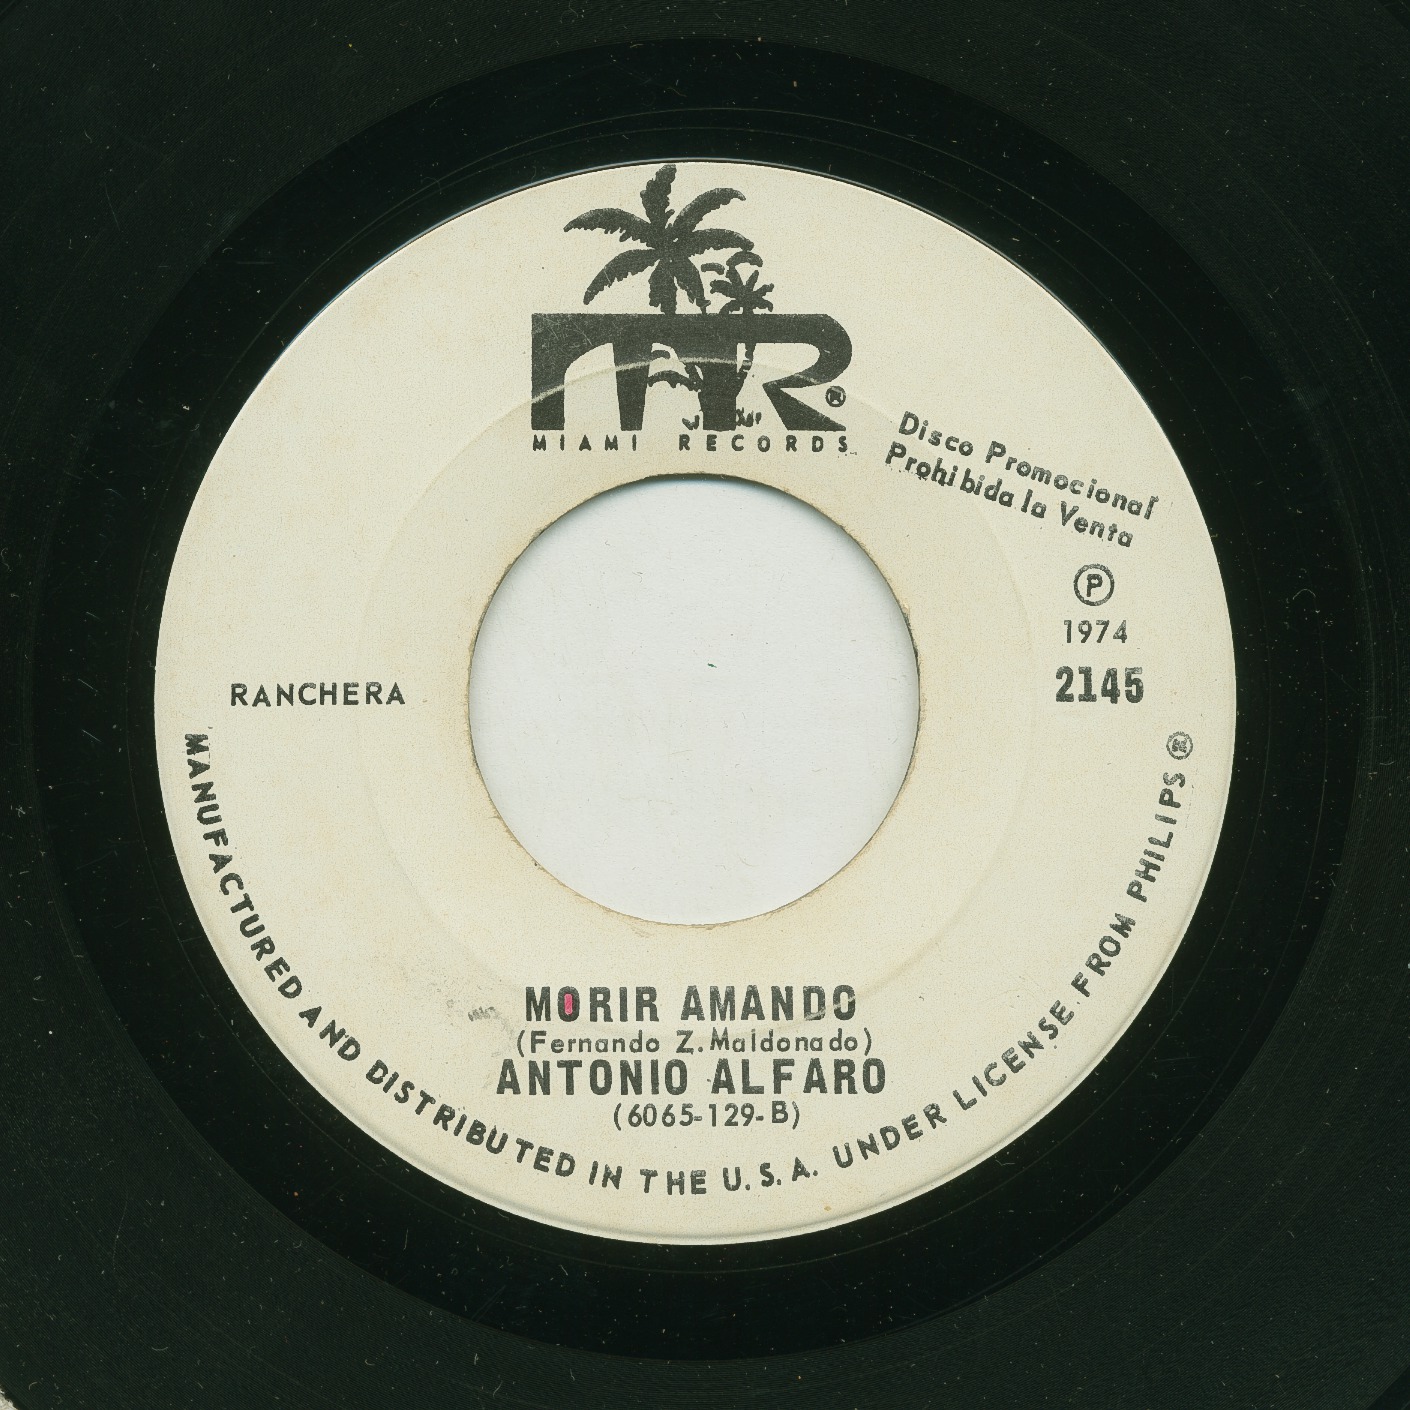 MR ®
MIAMI RECORDS
Disco Promocional
Prohibida la Venta
Ⓟ
1974
2145
RANCHERA
MORIR AMANDO
(Fernando Z. Maldonado)
ANTONIO ALFARO
(6065-129-B)
MANUFACTURED AND DISTRIBUTED IN THE U.S.A. UNDER LICENSE FROM PHILIPS ®